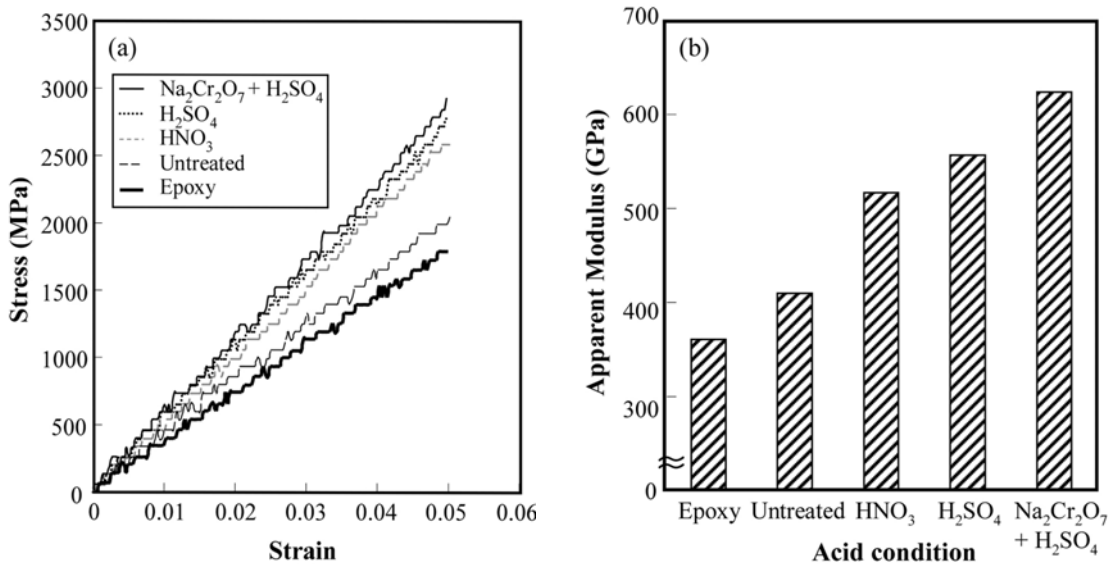 (a)
Stress (MPa)
3500
3000
2500
2000
1500
1000
500
0
Na₂Cr₂O₇ + H₂SO₄
H₂SO₄
HNO₃
Untreated
Epoxy
0 0.01 0.02 0.03 0.04 0.05 0.06
Strain
(b)
Apparent Modulus (GPa)
700
600
500
400
300
0
Epoxy Untreated HNO₃ H₂SO₄ Na₂Cr₂O₇
+ H₂SO₄
Acid condition